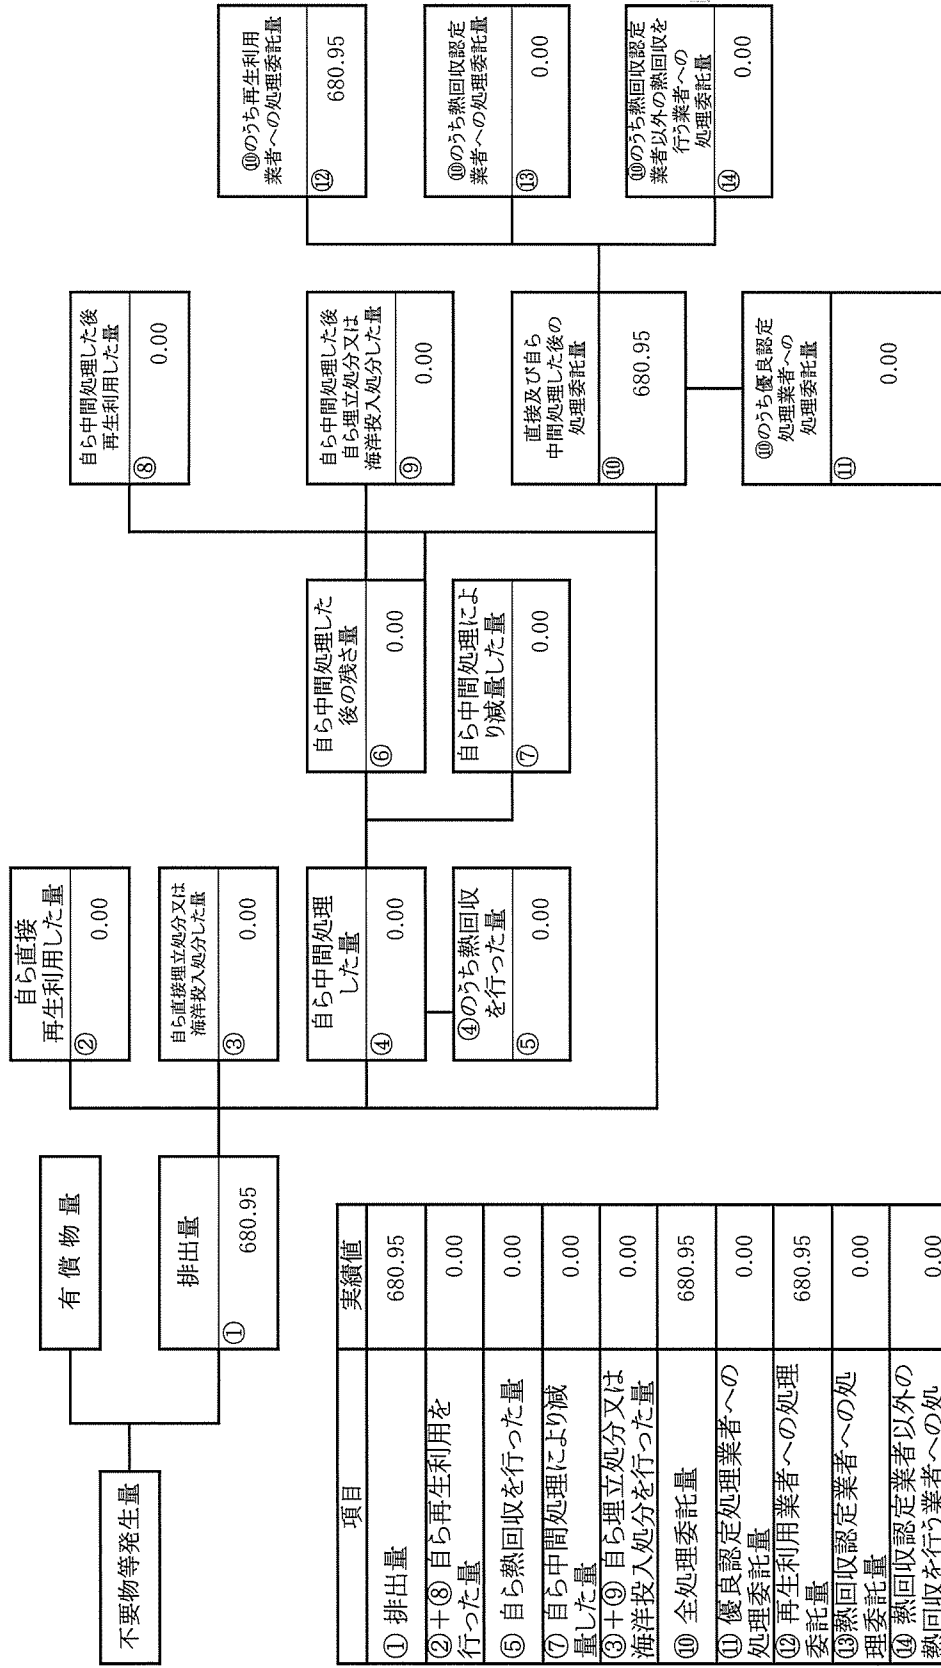 不要物等発生量
有償物量
排出量
①
680.95
自ら直接
再生利用した量
②
0.00
自ら直接埋立処分又は
海洋投入処分した量
③
0.00
自ら中間処理
した量
④
0.00
④のうち熱回収
を行った量
⑤
0.00
自ら中間処理した
後の残さ量
⑥
0.00
自ら中間処理によ
り減量した量
⑦
0.00
自ら中間処理した後
再生利用した量
⑧
0.00
自ら中間処理した後
自ら埋立処分又は
海洋投入処分した量
⑨
0.00
直接及び自ら
中間処理した後の
処理委託量
⑩
680.95
⑩のうち優良認定
処理業者への
処理委託量
⑪
0.00
⑩のうち再生利用
業者への処理委託量
⑫
680.95
⑩のうち熱回収認定
業者への処理委託量
⑬
0.00
⑩のうち熱回収認定
業者以外の熱回収を
行う業者への
処理委託量
⑭
0.00
項目 実績値
① 排出量 680.95
②+⑧ 自ら再生利用を
行った量 0.00
⑤ 自ら熱回収を行った量 0.00
⑦ 自ら中間処理により減
量した量 0.00
③+⑨ 自ら埋立処分又は
海洋投入処分を行った量 0.00
⑩ 全処理委託量 680.95
⑪ 優良認定処理業者への
処理委託量 0.00
⑫ 再生利用業者への処理
委託量 680.95
⑬熱回収認定業者への処
理委託量 0.00
⑭ 熱回収認定業者以外の
熱回収を行う業者への処 0.00